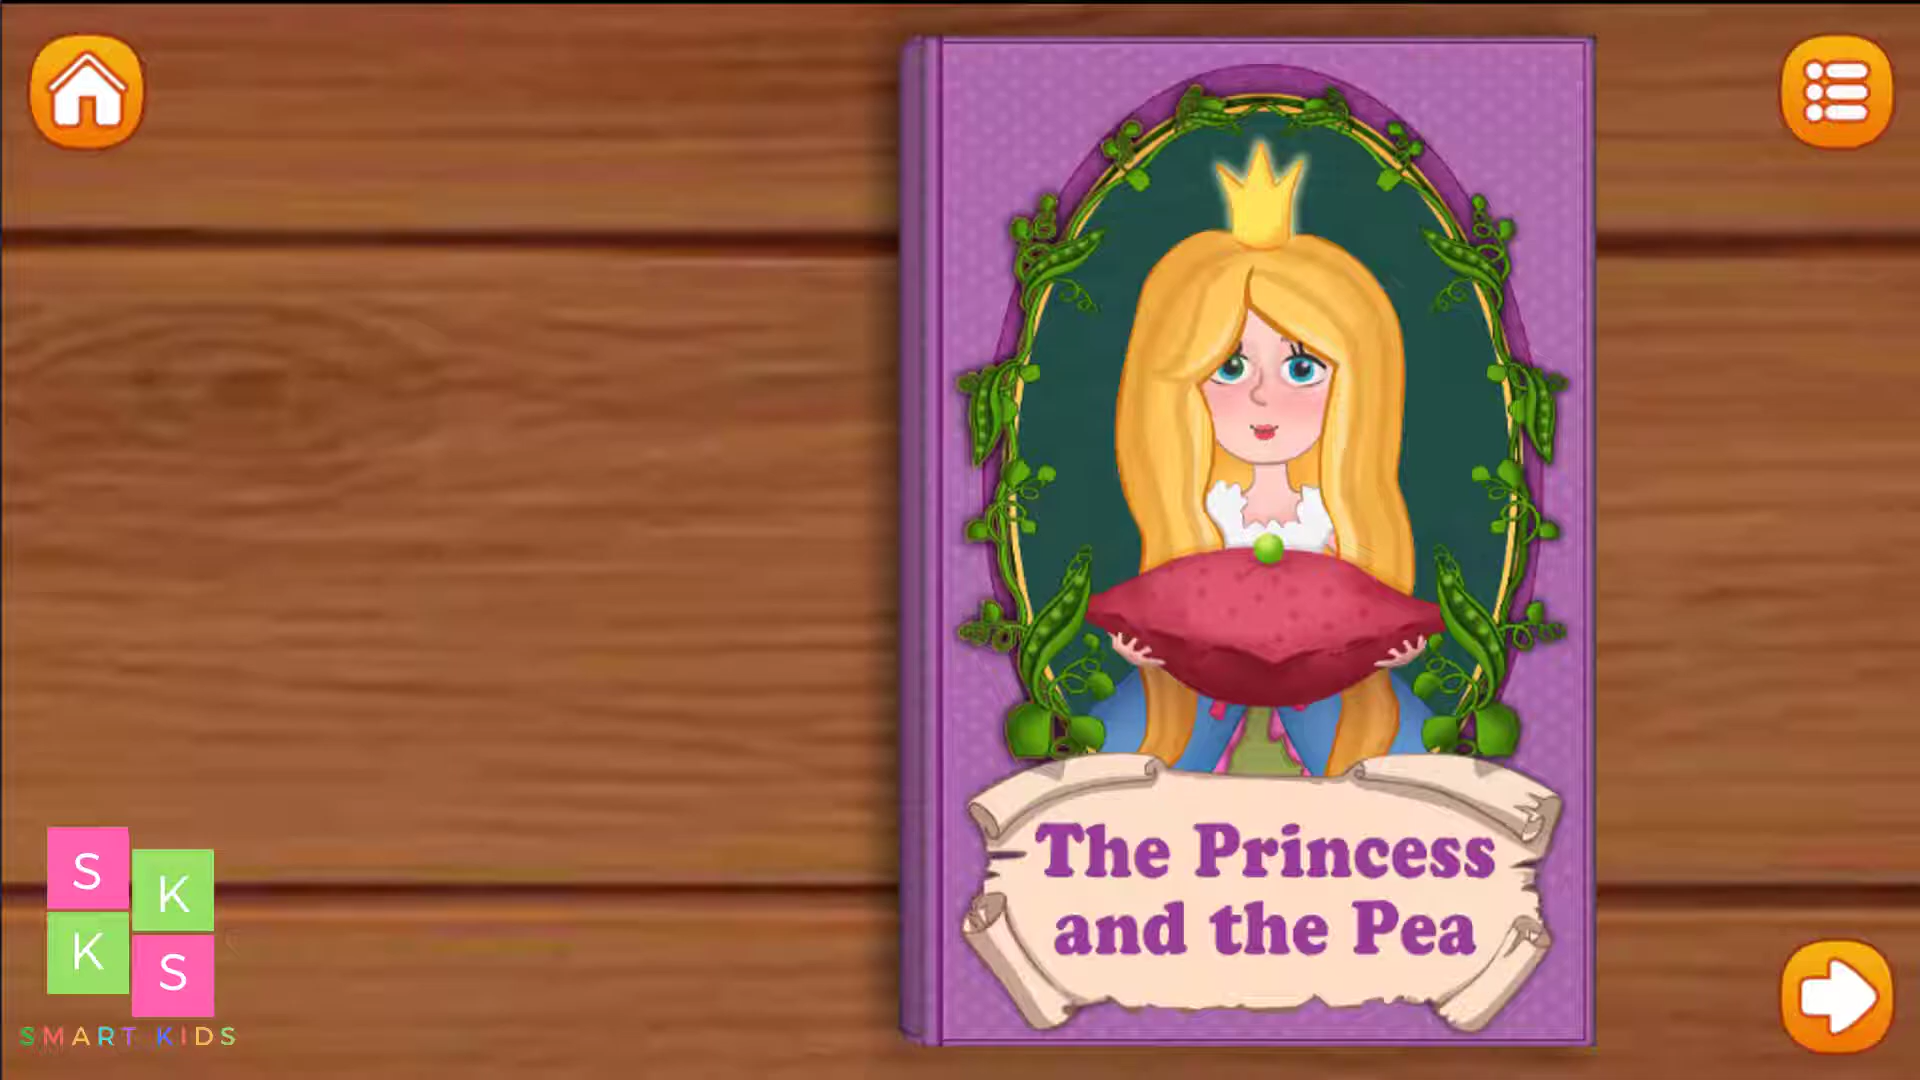 The Princess
and the Pea
S K
K S
SMART KIDS